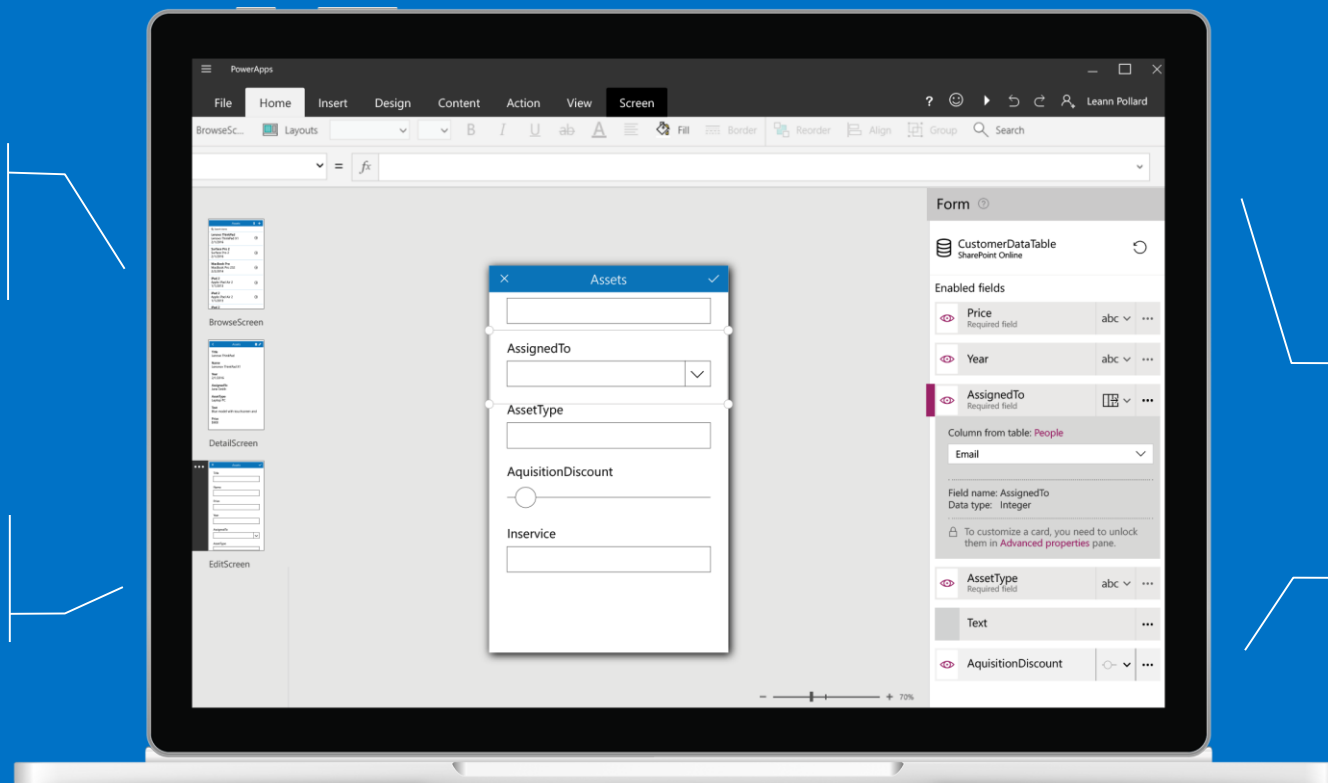 PowerApps
File Home Insert Design Content Action View Screen
? Leann Pollard
BrowseSc... Layouts B I U ab A Fill Border Reorder Align Group Search
= fx
BrowseScreen
DetailScreen
EditScreen
Assets
AssignedTo
AssetType
AquisitionDiscount
Inservice
70%
Form
CustomerDataTable
SharePoint Online
Enabled fields
Price abc
Required field
Year abc
AssignedTo
Required field
Column from table: People
Email
Field name: AssignedTo
Data type: Integer
To customize a card, you need to unlock
them in Advanced properties pane.
AssetType abc
Required field
Text
AquisitionDiscount